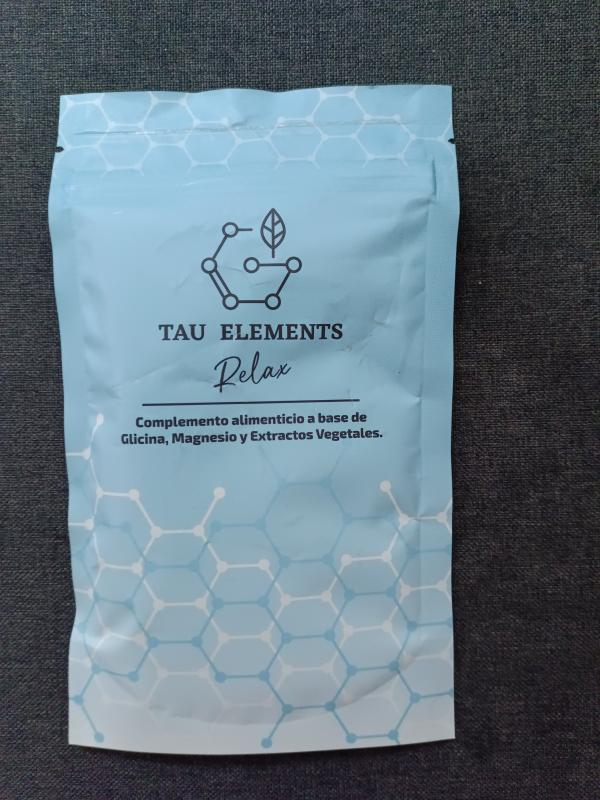 TAU ELEMENTS
Relax
Complemento alimenticio a base de
Glicina, Magnesio y Extractos Vegetales.